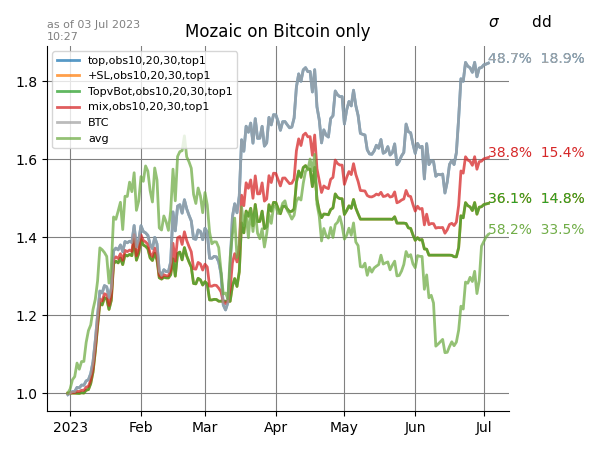 as of 03 Jul 2023
10:27
Mozaic on Bitcoin only
σ dd
top,obs10,20,30,top1
+SL,obs10,20,30,top1
TopvBot,obs10,20,30,top1
mix,obs10,20,30,top1
BTC
avg
48.7% 18.9%
38.8% 15.4%
36.1% 14.8%
58.2% 33.5%
1.8
1.6
1.4
1.2
1.0
2023 Feb Mar Apr May Jun Jul